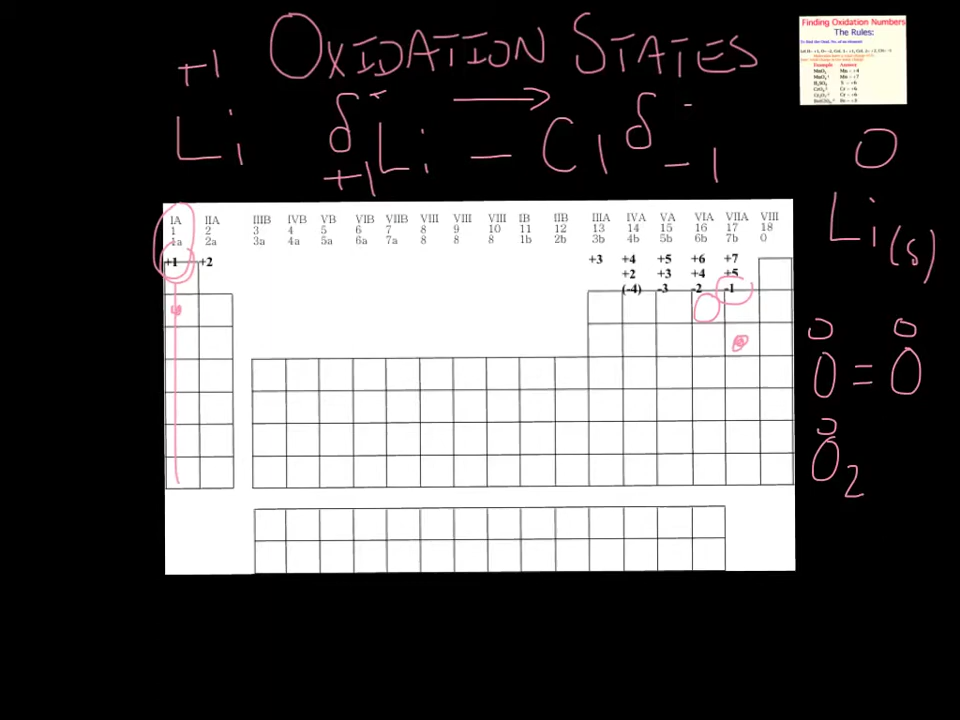 OXIDATION STATES
Finding Oxidation Numbers
The Rules:
Example Answer
+1
Li δ+ Li – Cl δ-
+1 -1
0
Li(s)
IA IIA IIIB IVB VB VIB VIIB VIII VIII VIII IB IIB IIIA IVA VA VIA VIIA VIII
1 2 3 4 5 6 7 8 9 10 11 12 13 14 15 16 17 18
1a 2a 3a 4a 5a 6a 7a 8 8 8 1b 2b 3b 4b 5b 6b 7b 0
+1 +2 +3 +4 +5 +6 +7
+2 +3 +4 +5
(-4) -3 -2 -1
0 0
O = O
0
O2